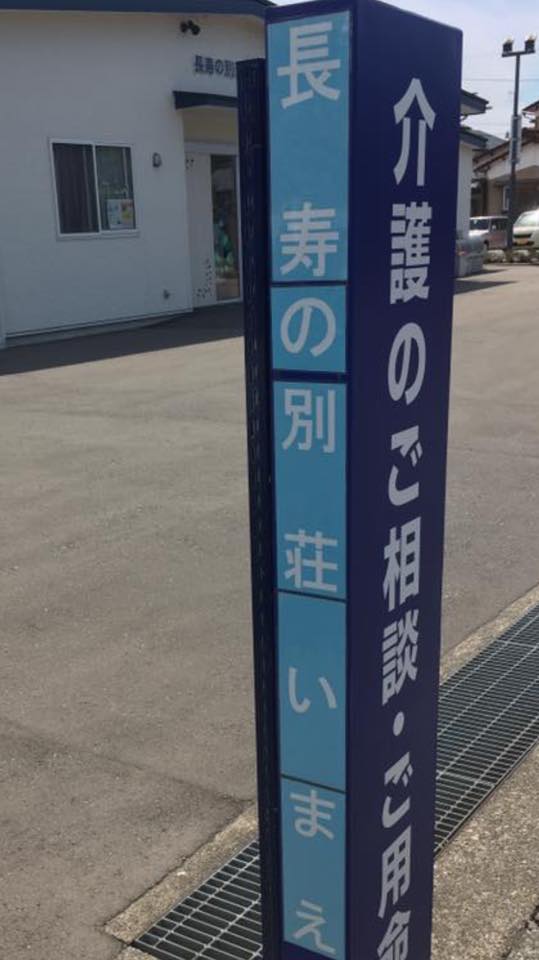 長寿の別
長寿の別荘いまえ
介護のご相談・ご用命